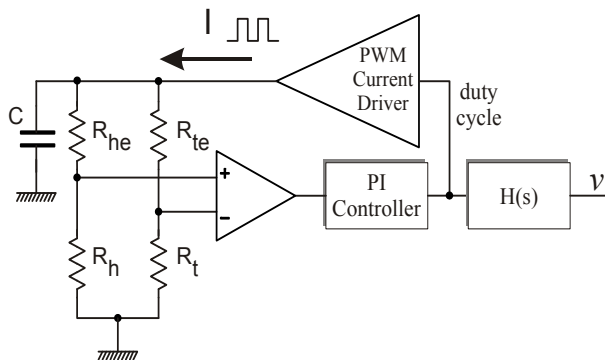 I
PWM
Current
Driver
duty
cycle
C
R_he
R_te
+
−
PI
Controller
H(s)
v
R_h
R_t